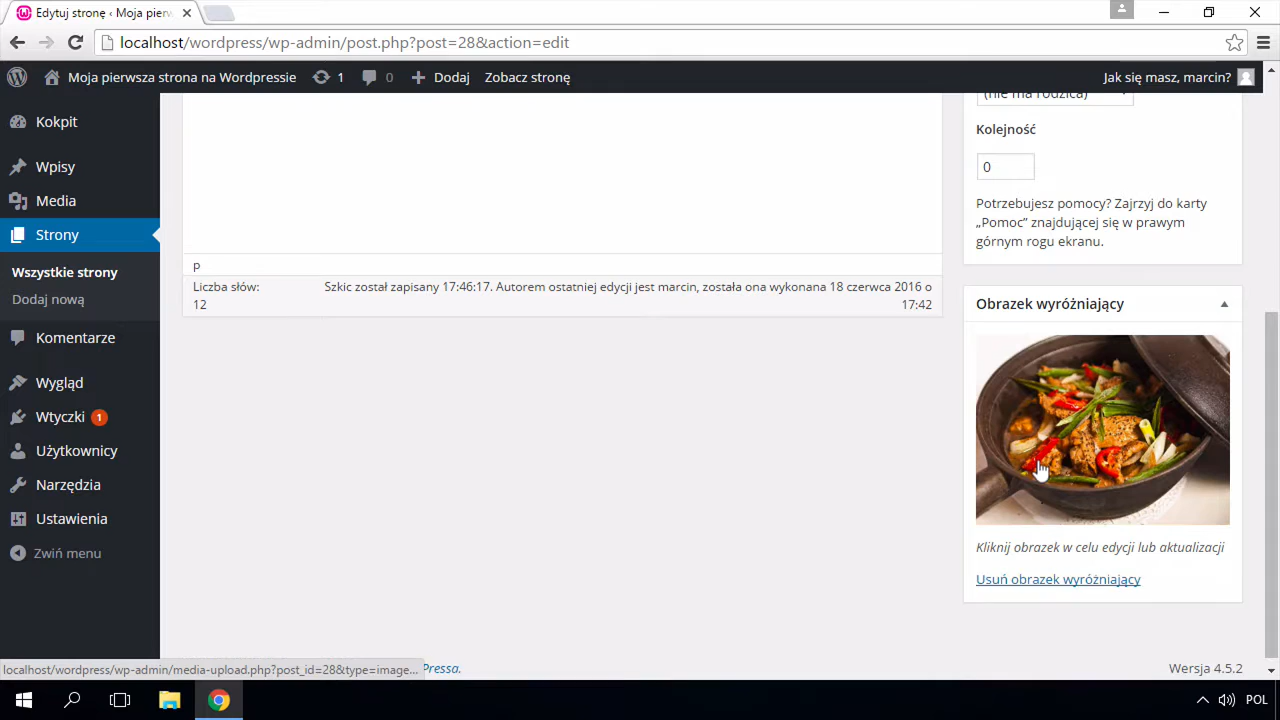 Edytuj stronę ‹ Moja pierw
localhost/wordpress/wp-admin/post.php?post=28&action=edit
Moja pierwsza strona na Wordpressie 1 0 Dodaj Zobacz stronę Jak się masz, marcin?
Kokpit
Wpisy
Media
Strony
Wszystkie strony
Dodaj nową
Komentarze
Wygląd
Wtyczki 1
Użytkownicy
Narzędzia
Ustawienia
Zwiń menu
p
Liczba słów:
12
Szkic został zapisany 17:46:17. Autorem ostatniej edycji jest marcin, została ona wykonana 18 czerwca 2016 o
17:42
(nie ma rodzica)
Kolejność
0
Potrzebujesz pomocy? Zajrzyj do karty
„Pomoc” znajdującej się w prawym
górnym rogu ekranu.
Obrazek wyróżniający
Kliknij obrazek w celu edycji lub aktualizacji
Usuń obrazek wyróżniający
localhost/wordpress/wp-admin/media-upload.php?post_id=28&type=image...
Pressa.
Wersja 4.5.2
POL